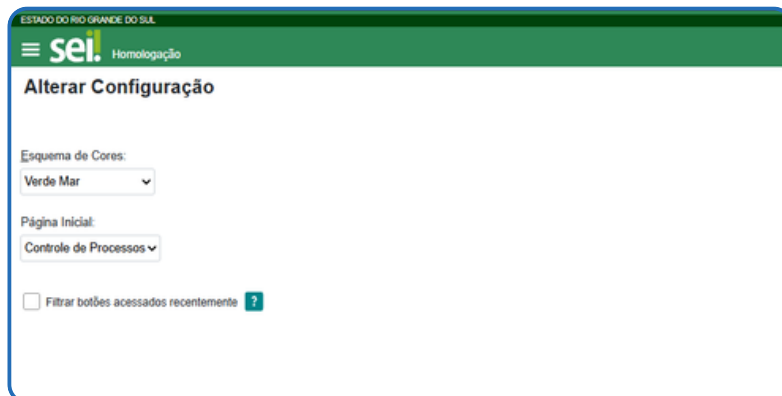 ESTADO DO RIO GRANDE DO SUL
sei! Homologação
Alterar Configuração
Esquema de Cores:
Verde Mar
Página Inicial:
Controle de Processos
Filtrar botões acessados recentemente ?